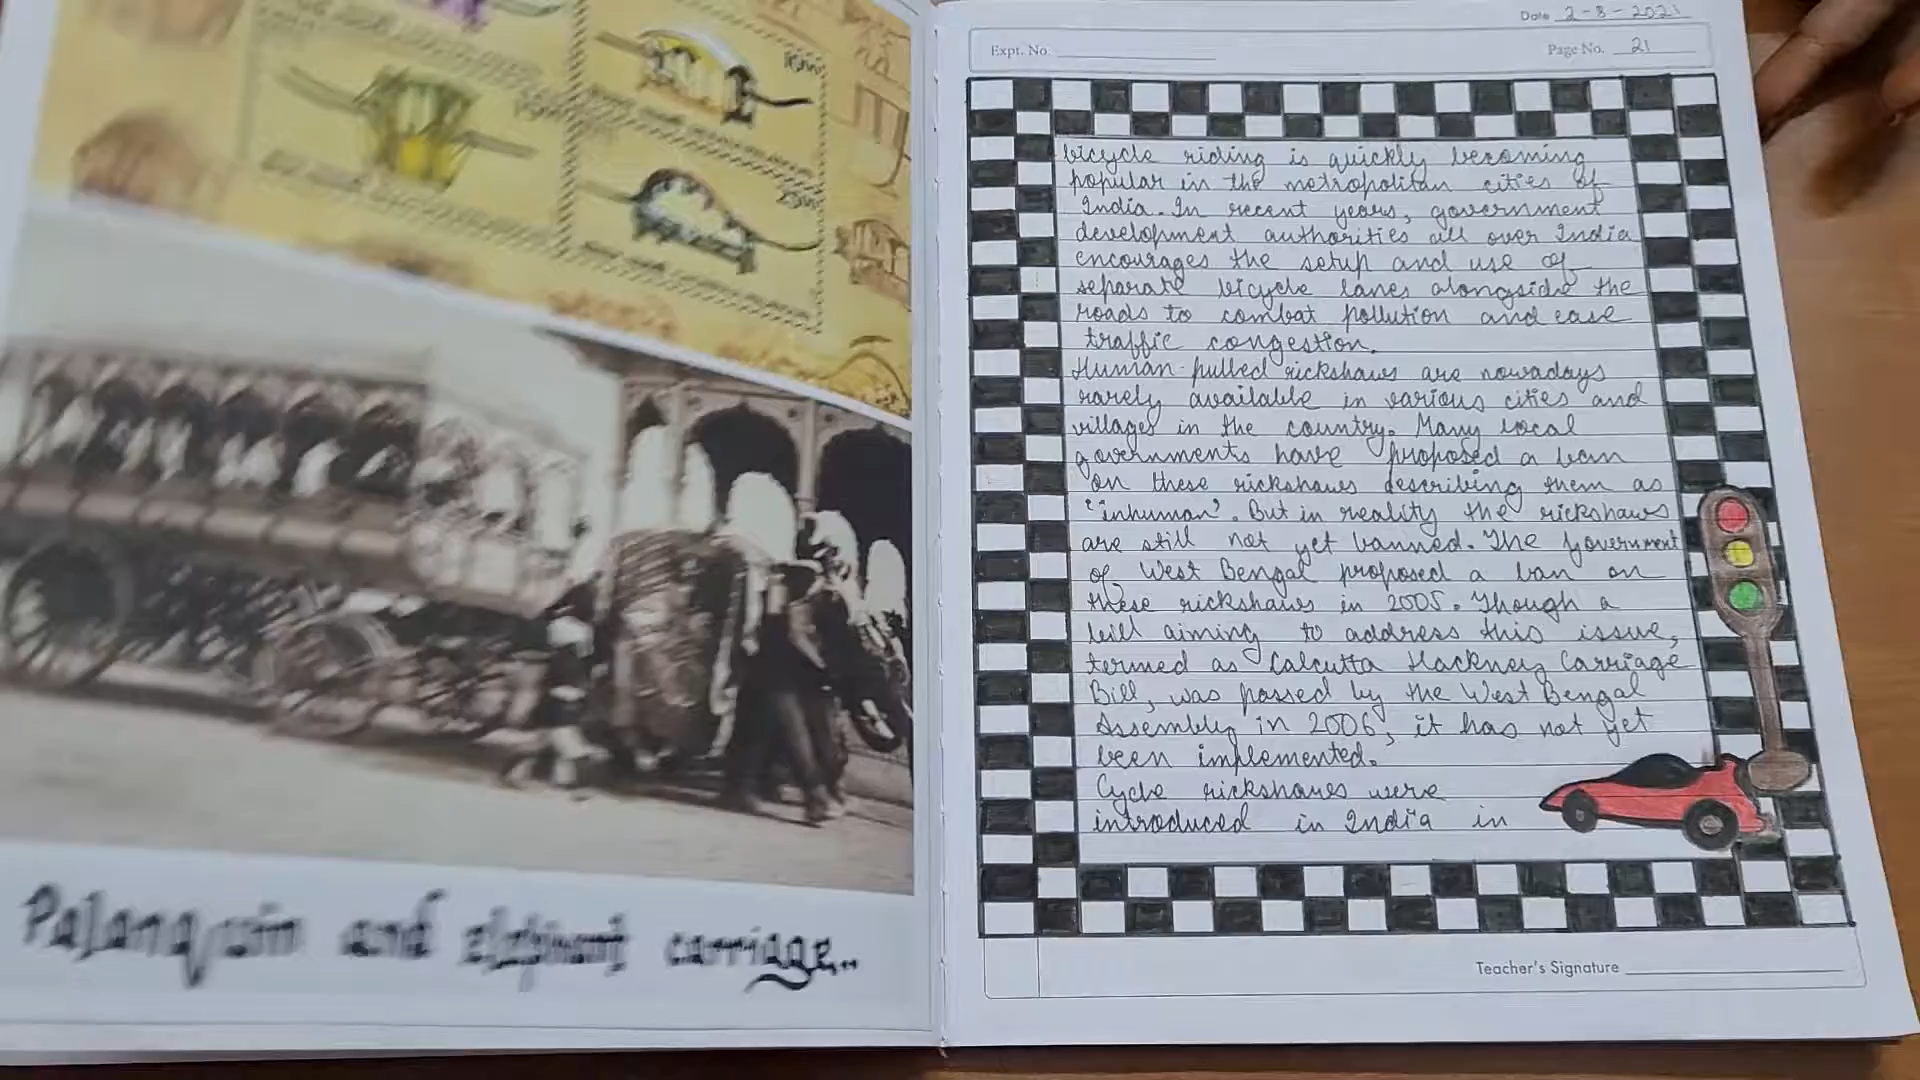 Palanquin and elephant carriage..
Date 2-8-2021
Expt. No.
Page No. 21
bicycle riding is quickly becoming
popular in the metropolitan cities of
India. In recent years, government
development authorities all over India
encourages the setup and use of
separate bicycle lanes alongside the
roads to combat pollution and ease
traffic congestion.
Human-pulled rickshaws are nowadays
rarely available in various cities and
villages in the country. Many local
governments have proposed a ban
on these rickshaws describing them as
'inhuman'. But in reality the rickshaws
are still not yet banned. The Government
of West Bengal proposed a ban on
these rickshaws in 2005. Though a
bill aiming to address this issue,
termed as Calcutta Hackney Carriage
Bill, was passed by the West Bengal
Assembly in 2006, it has not yet
been implemented.
Cycle rickshaws were
introduced in India in
Teacher's Signature